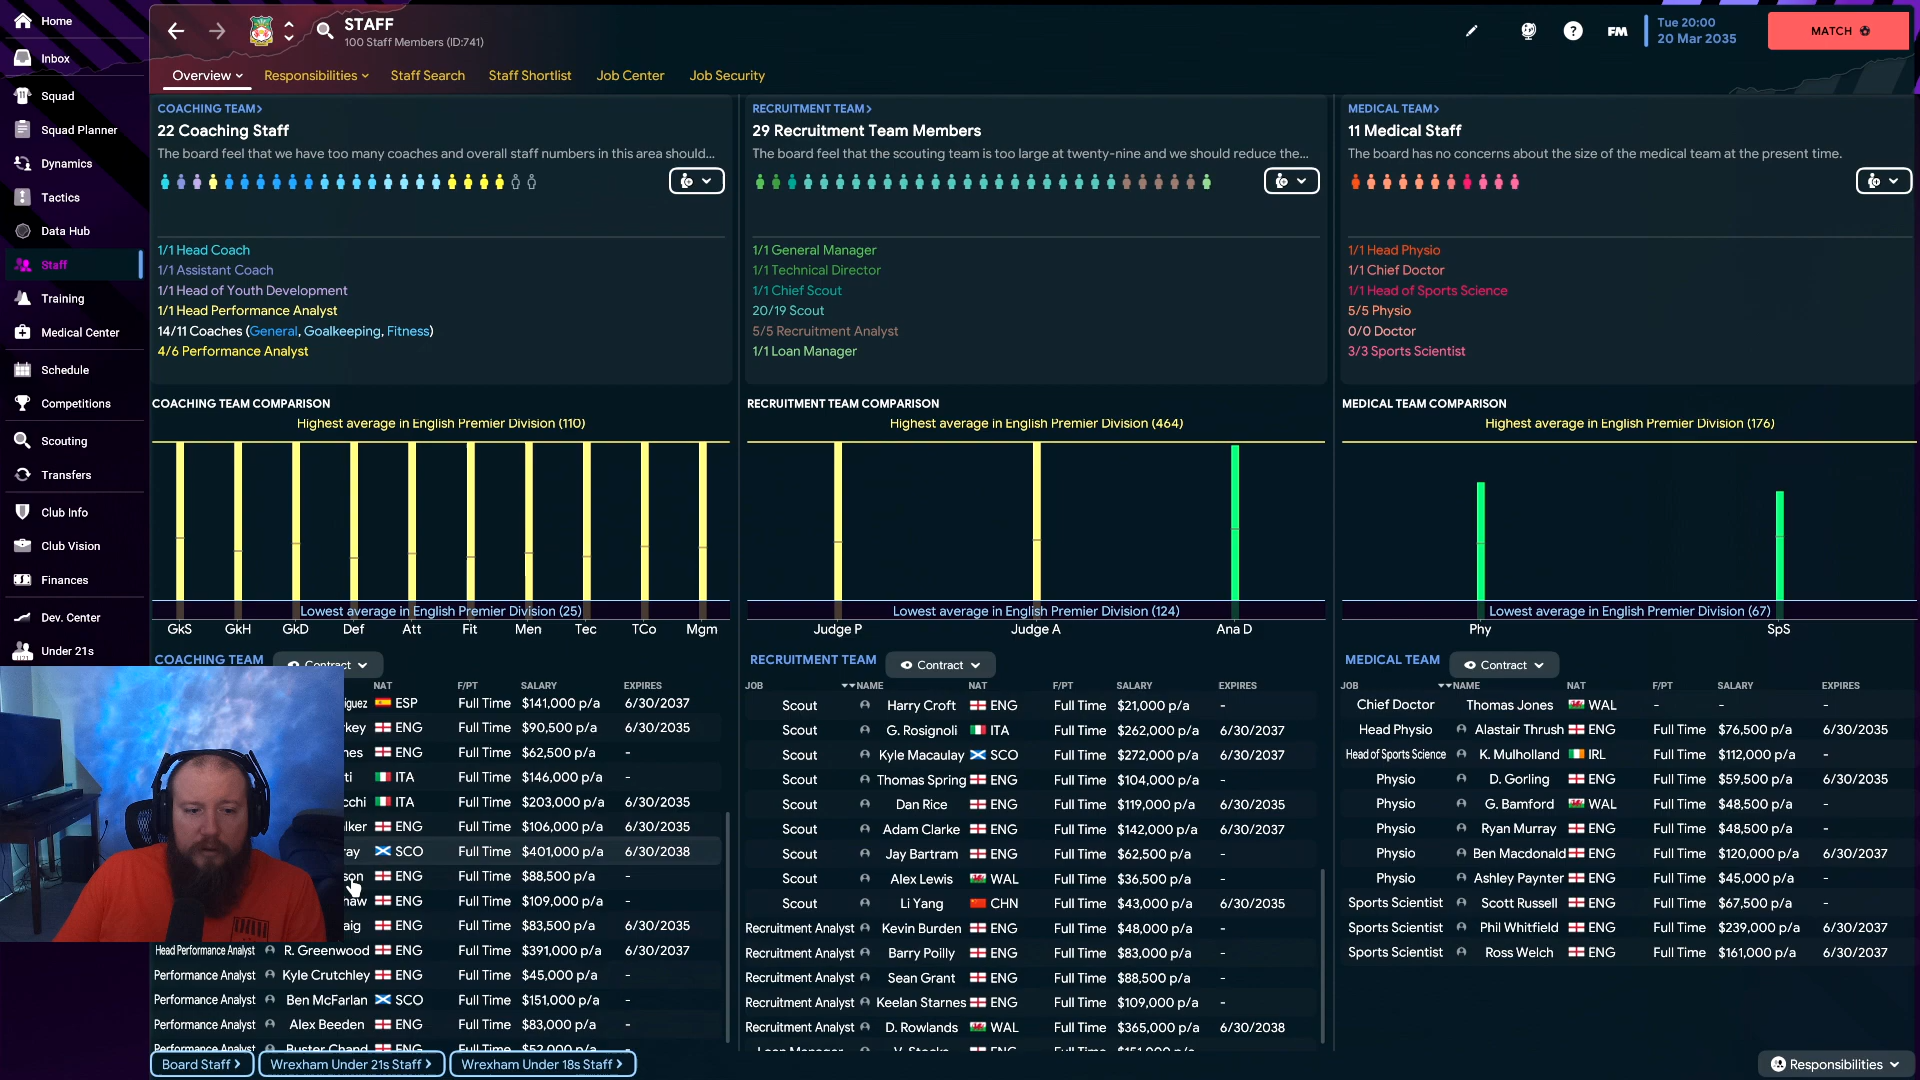 Home
Inbox
Squad
Squad Planner
Dynamics
Tactics
Data Hub
Staff
Training
Medical Center
Schedule
Competitions
Scouting
Transfers
Club Info
Club Vision
Finances
Dev. Center
Under 21s
STAFF
100 Staff Members (ID:741)
FM
Tue 20:00
20 Mar 2035
MATCH
Overview
Responsibilities
Staff Search
Staff Shortlist
Job Center
Job Security
COACHING TEAM>
22 Coaching Staff
The board feel that we have too many coaches and overall staff numbers in this area should...
1/1 Head Coach
1/1 Assistant Coach
1/1 Head of Youth Development
1/1 Head Performance Analyst
14/11 Coaches (General, Goalkeeping, Fitness)
4/6 Performance Analyst
RECRUITMENT TEAM>
29 Recruitment Team Members
The board feel that the scouting team is too large at twenty-nine and we should reduce the...
1/1 General Manager
1/1 Technical Director
1/1 Chief Scout
20/19 Scout
5/5 Recruitment Analyst
1/1 Loan Manager
MEDICAL TEAM>
11 Medical Staff
The board has no concerns about the size of the medical team at the present time.
1/1 Head Physio
1/1 Chief Doctor
1/1 Head of Sports Science
5/5 Physio
0/0 Doctor
3/3 Sports Scientist
COACHING TEAM COMPARISON
Highest average in English Premier Division (110)
Lowest average in English Premier Division (25)
GkS GkH GkD Def Att Fit Men Tec TCo Mgm
RECRUITMENT TEAM COMPARISON
Highest average in English Premier Division (464)
Lowest average in English Premier Division (124)
Judge P Judge A Ana D
MEDICAL TEAM COMPARISON
Highest average in English Premier Division (176)
Lowest average in English Premier Division (67)
Phy SpS
COACHING TEAM Contract
NAT F/PT SALARY EXPIRES
iguez ESP Full Time $141,000 p/a 6/30/2037
key ENG Full Time $90,500 p/a 6/30/2035
nes ENG Full Time $62,500 p/a -
ti ITA Full Time $146,000 p/a -
cchi ITA Full Time $203,000 p/a 6/30/2035
lker ENG Full Time $106,000 p/a 6/30/2035
ray SCO Full Time $401,000 p/a 6/30/2038
son ENG Full Time $88,500 p/a -
haw ENG Full Time $109,000 p/a -
aig ENG Full Time $83,500 p/a 6/30/2035
Head Performance Analyst R. Greenwood ENG Full Time $391,000 p/a 6/30/2037
Performance Analyst Kyle Crutchley ENG Full Time $45,000 p/a -
Performance Analyst Ben McFarlan SCO Full Time $151,000 p/a -
Performance Analyst Alex Beeden ENG Full Time $83,000 p/a -
Performance Analyst Buster Chand ENG Full Time $52,000 p/a -
RECRUITMENT TEAM Contract
JOB NAME NAT F/PT SALARY EXPIRES
Scout Harry Croft ENG Full Time $21,000 p/a -
Scout G. Rosignoli ITA Full Time $262,000 p/a 6/30/2037
Scout Kyle Macaulay SCO Full Time $272,000 p/a 6/30/2037
Scout Thomas Spring ENG Full Time $104,000 p/a -
Scout Dan Rice ENG Full Time $119,000 p/a 6/30/2035
Scout Adam Clarke ENG Full Time $142,000 p/a 6/30/2037
Scout Jay Bartram ENG Full Time $62,500 p/a -
Scout Alex Lewis WAL Full Time $36,500 p/a -
Scout Li Yang CHN Full Time $43,000 p/a 6/30/2035
Recruitment Analyst Kevin Burden ENG Full Time $48,000 p/a -
Recruitment Analyst Barry Poilly ENG Full Time $83,000 p/a -
Recruitment Analyst Sean Grant ENG Full Time $88,500 p/a -
Recruitment Analyst Keelan Starnes ENG Full Time $109,000 p/a -
Recruitment Analyst D. Rowlands WAL Full Time $365,000 p/a 6/30/2038
MEDICAL TEAM Contract
JOB NAME NAT F/PT SALARY EXPIRES
Chief Doctor Thomas Jones WAL - - -
Head Physio Alastair Thrush ENG Full Time $76,500 p/a 6/30/2035
Head of Sports Science K. Mulholland IRL Full Time $112,000 p/a -
Physio D. Gorling ENG Full Time $59,500 p/a 6/30/2035
Physio G. Bamford WAL Full Time $48,500 p/a -
Physio Ryan Murray ENG Full Time $48,500 p/a -
Physio Ben Macdonald ENG Full Time $120,000 p/a 6/30/2037
Physio Ashley Paynter ENG Full Time $45,000 p/a -
Sports Scientist Scott Russell ENG Full Time $67,500 p/a -
Sports Scientist Phil Whitfield ENG Full Time $239,000 p/a 6/30/2037
Sports Scientist Ross Welch ENG Full Time $161,000 p/a 6/30/2037
Board Staff >
Wrexham Under 21s Staff >
Wrexham Under 18s Staff >
Responsibilities